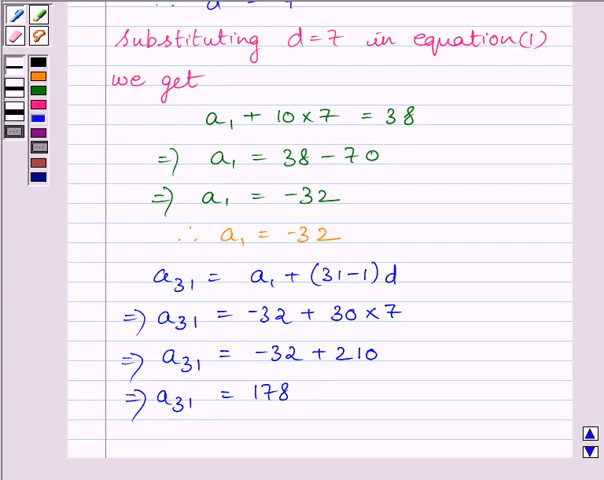 ∴ d = 7
Substituting d=7 in equation(1)
we get
a₁ + 10×7 = 38
⇒ a₁ = 38 − 70
⇒ a₁ = −32
∴ a₁ = −32
a₃₁ = a₁ + (31−1)d
⇒ a₃₁ = −32 + 30×7
⇒ a₃₁ = −32 + 210
⇒ a₃₁ = 178